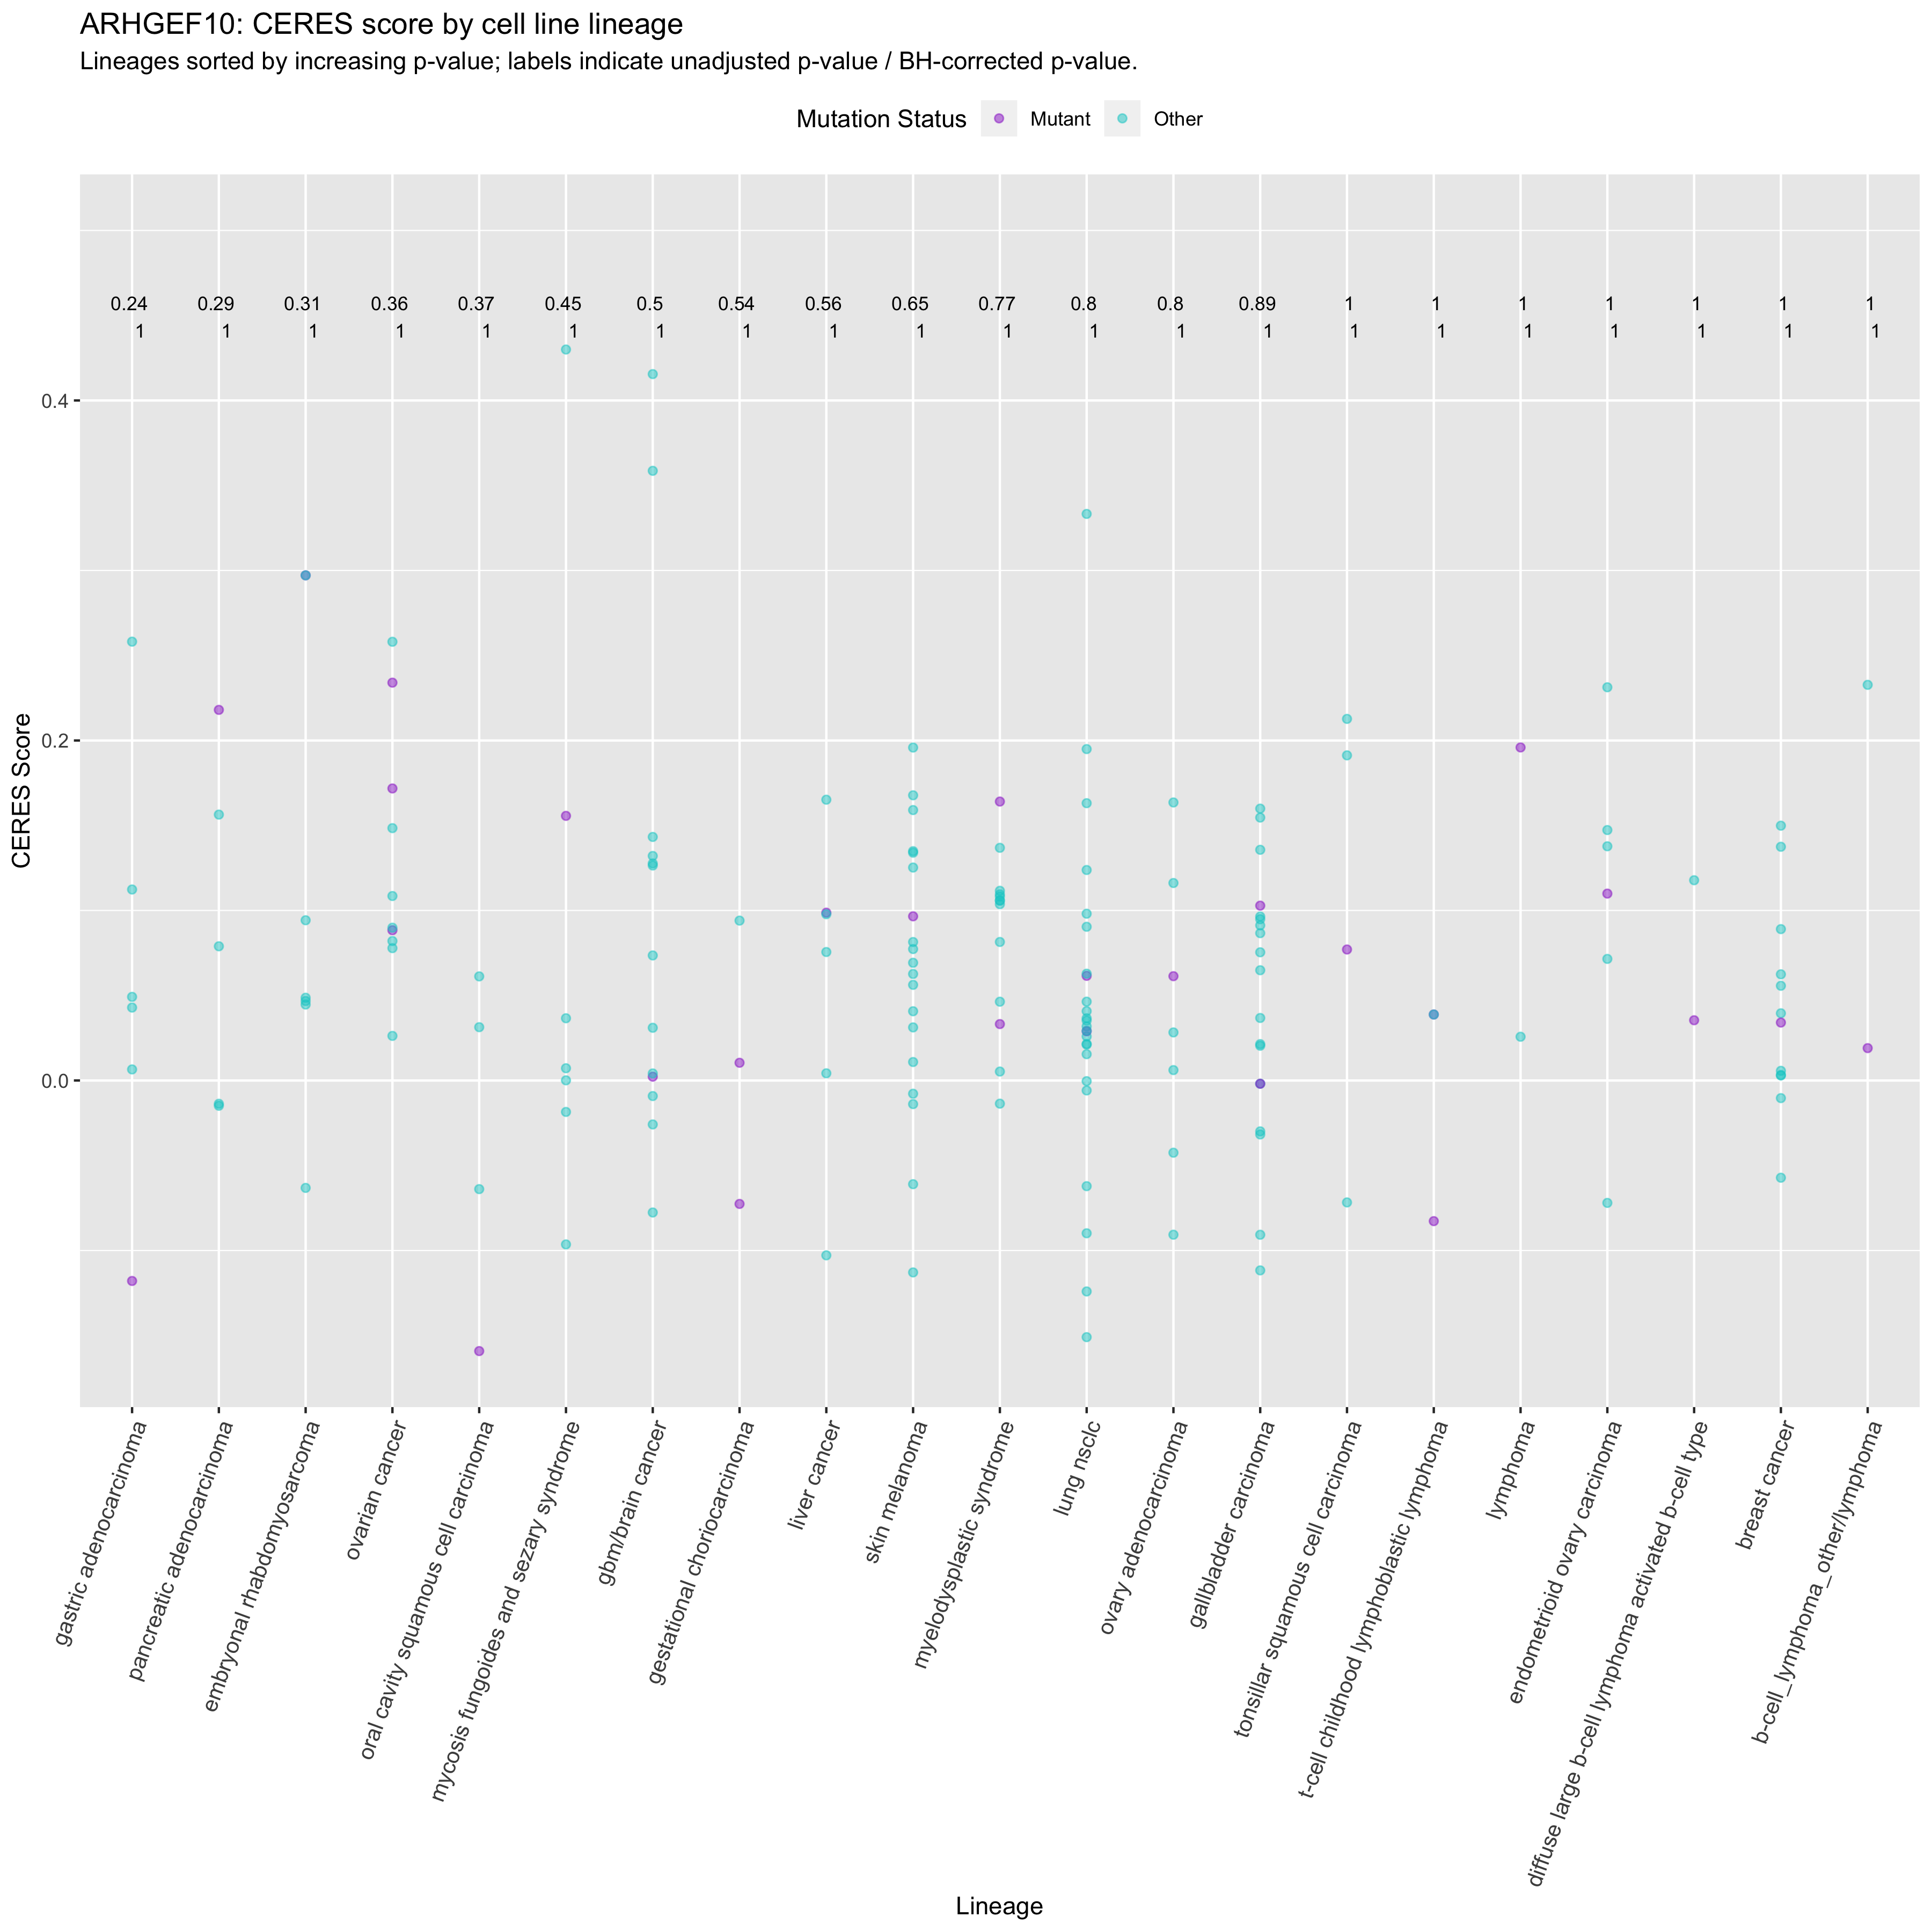 ARHGEF10: CERES score by cell line lineage
Lineages sorted by increasing p-value; labels indicate unadjusted p-value / BH-corrected p-value.
Mutation Status Mutant Other
0.24 0.29 0.31 0.36 0.37 0.45 0.5 0.54 0.56 0.65 0.77 0.8 0.8 0.89 1 1 1 1 1 1 1
1 1 1 1 1 1 1 1 1 1 1 1 1 1 1 1 1 1 1 1 1
0.4
0.2
0.0
CERES Score
gastric adenocarcinoma
pancreatic adenocarcinoma
embryonal rhabdomyosarcoma
ovarian cancer
oral cavity squamous cell carcinoma
mycosis fungoides and sezary syndrome
gbm/brain cancer
gestational choriocarcinoma
liver cancer
skin melanoma
myelodysplastic syndrome
lung nsclc
ovary adenocarcinoma
gallbladder carcinoma
tonsillar squamous cell carcinoma
t-cell childhood lymphoblastic lymphoma
lymphoma
endometrioid ovary carcinoma
diffuse large b-cell lymphoma activated b-cell type
breast cancer
b-cell_lymphoma_other/lymphoma
Lineage